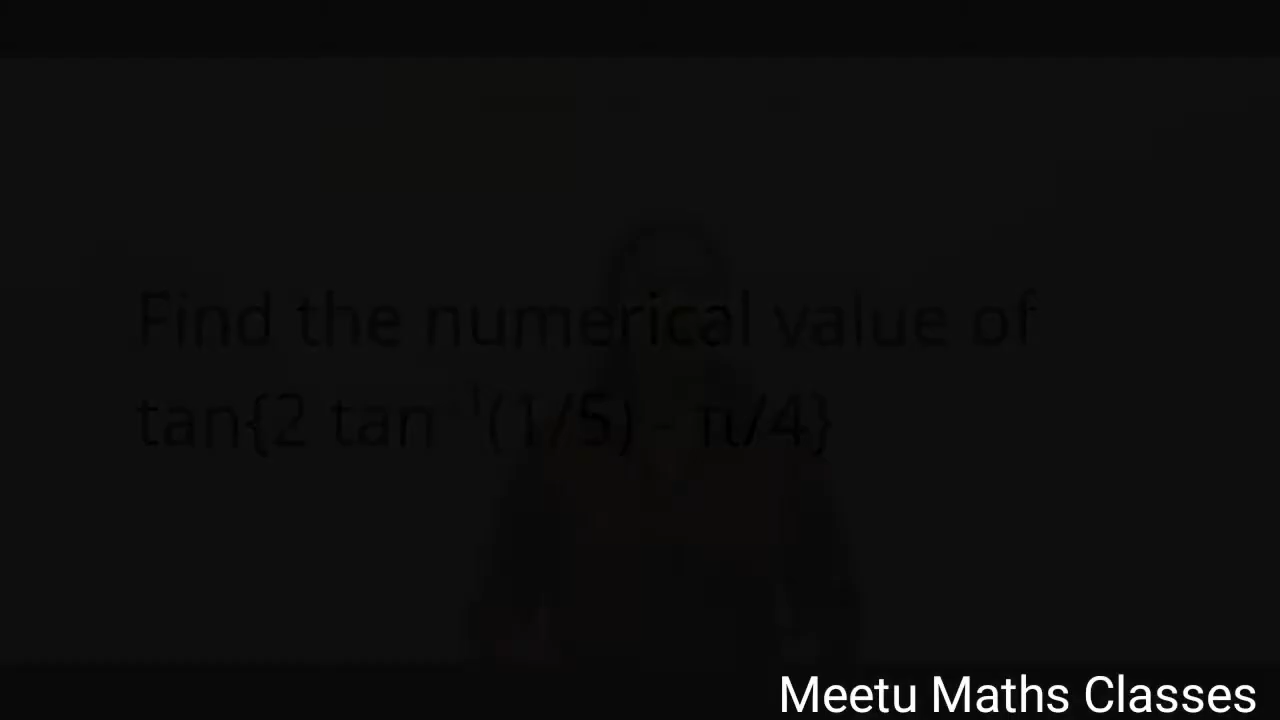 Find the numerical value of
tan{2 tan⁻¹(1/5) - π/4}
Meetu Maths Classes